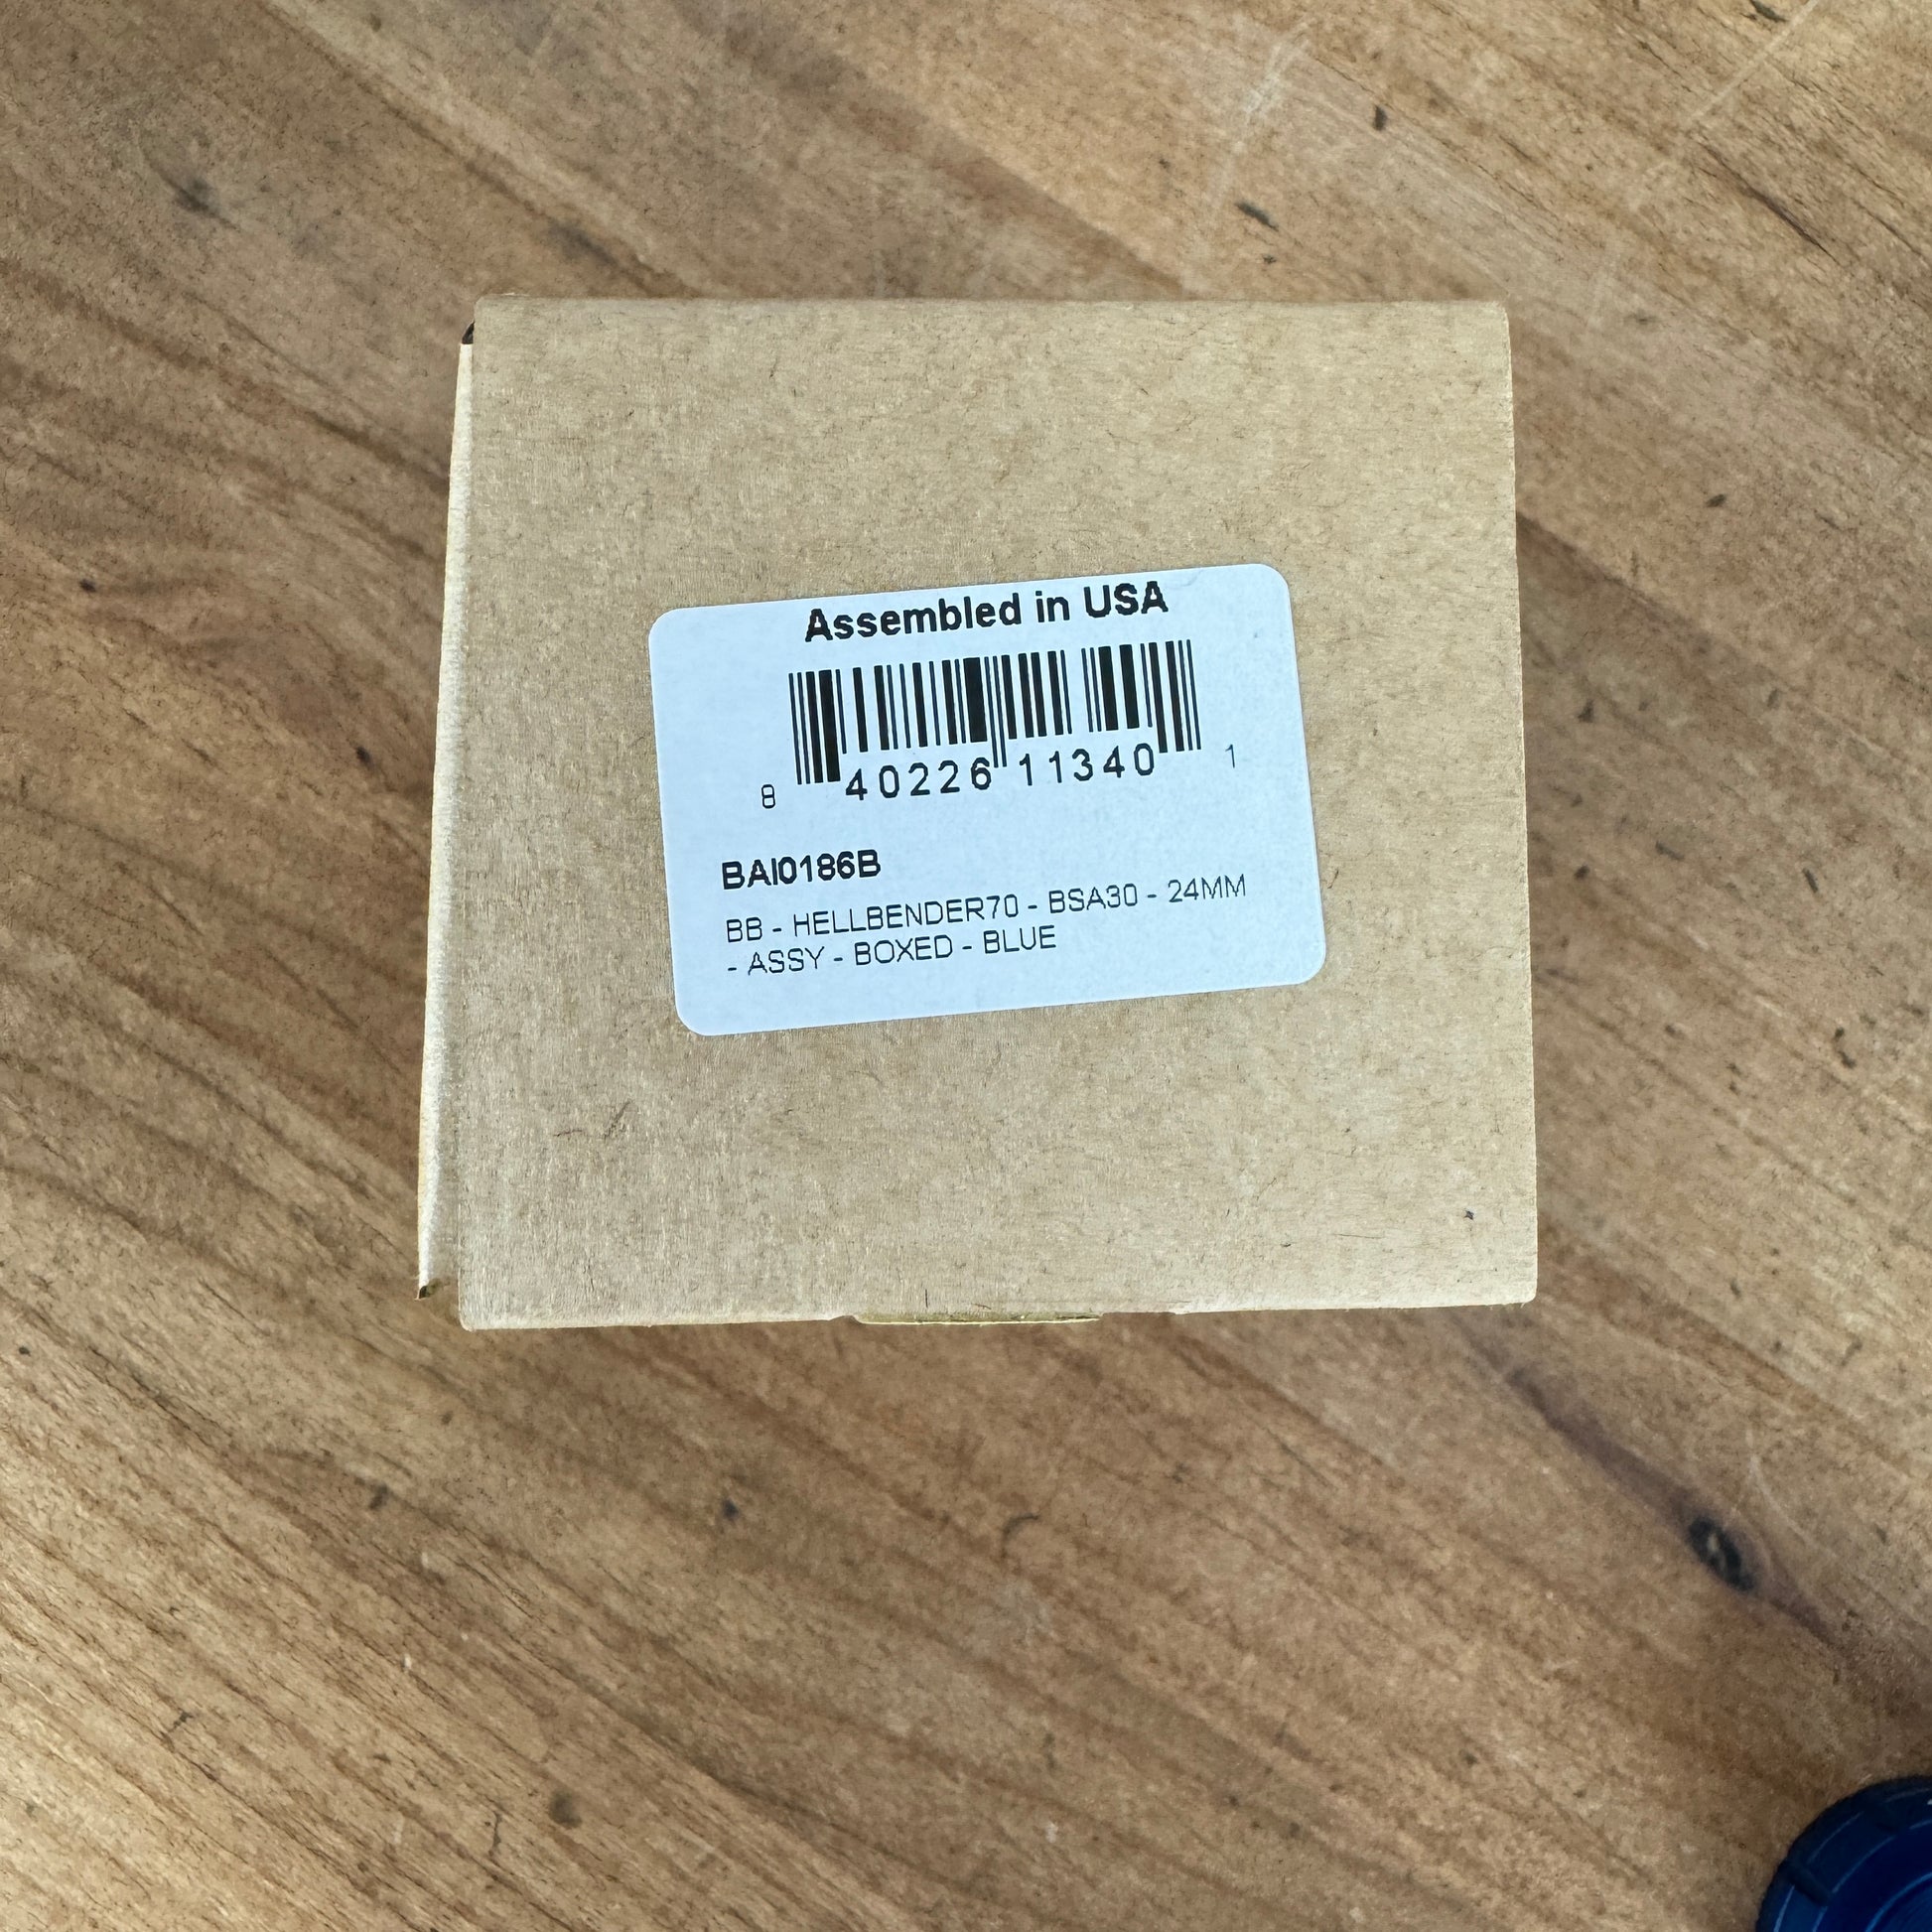 Assembled in USA
8 40226 11340 1
BAI0186B
BB - HELLBENDER70 - BSA30 - 24MM
- ASSY - BOXED - BLUE